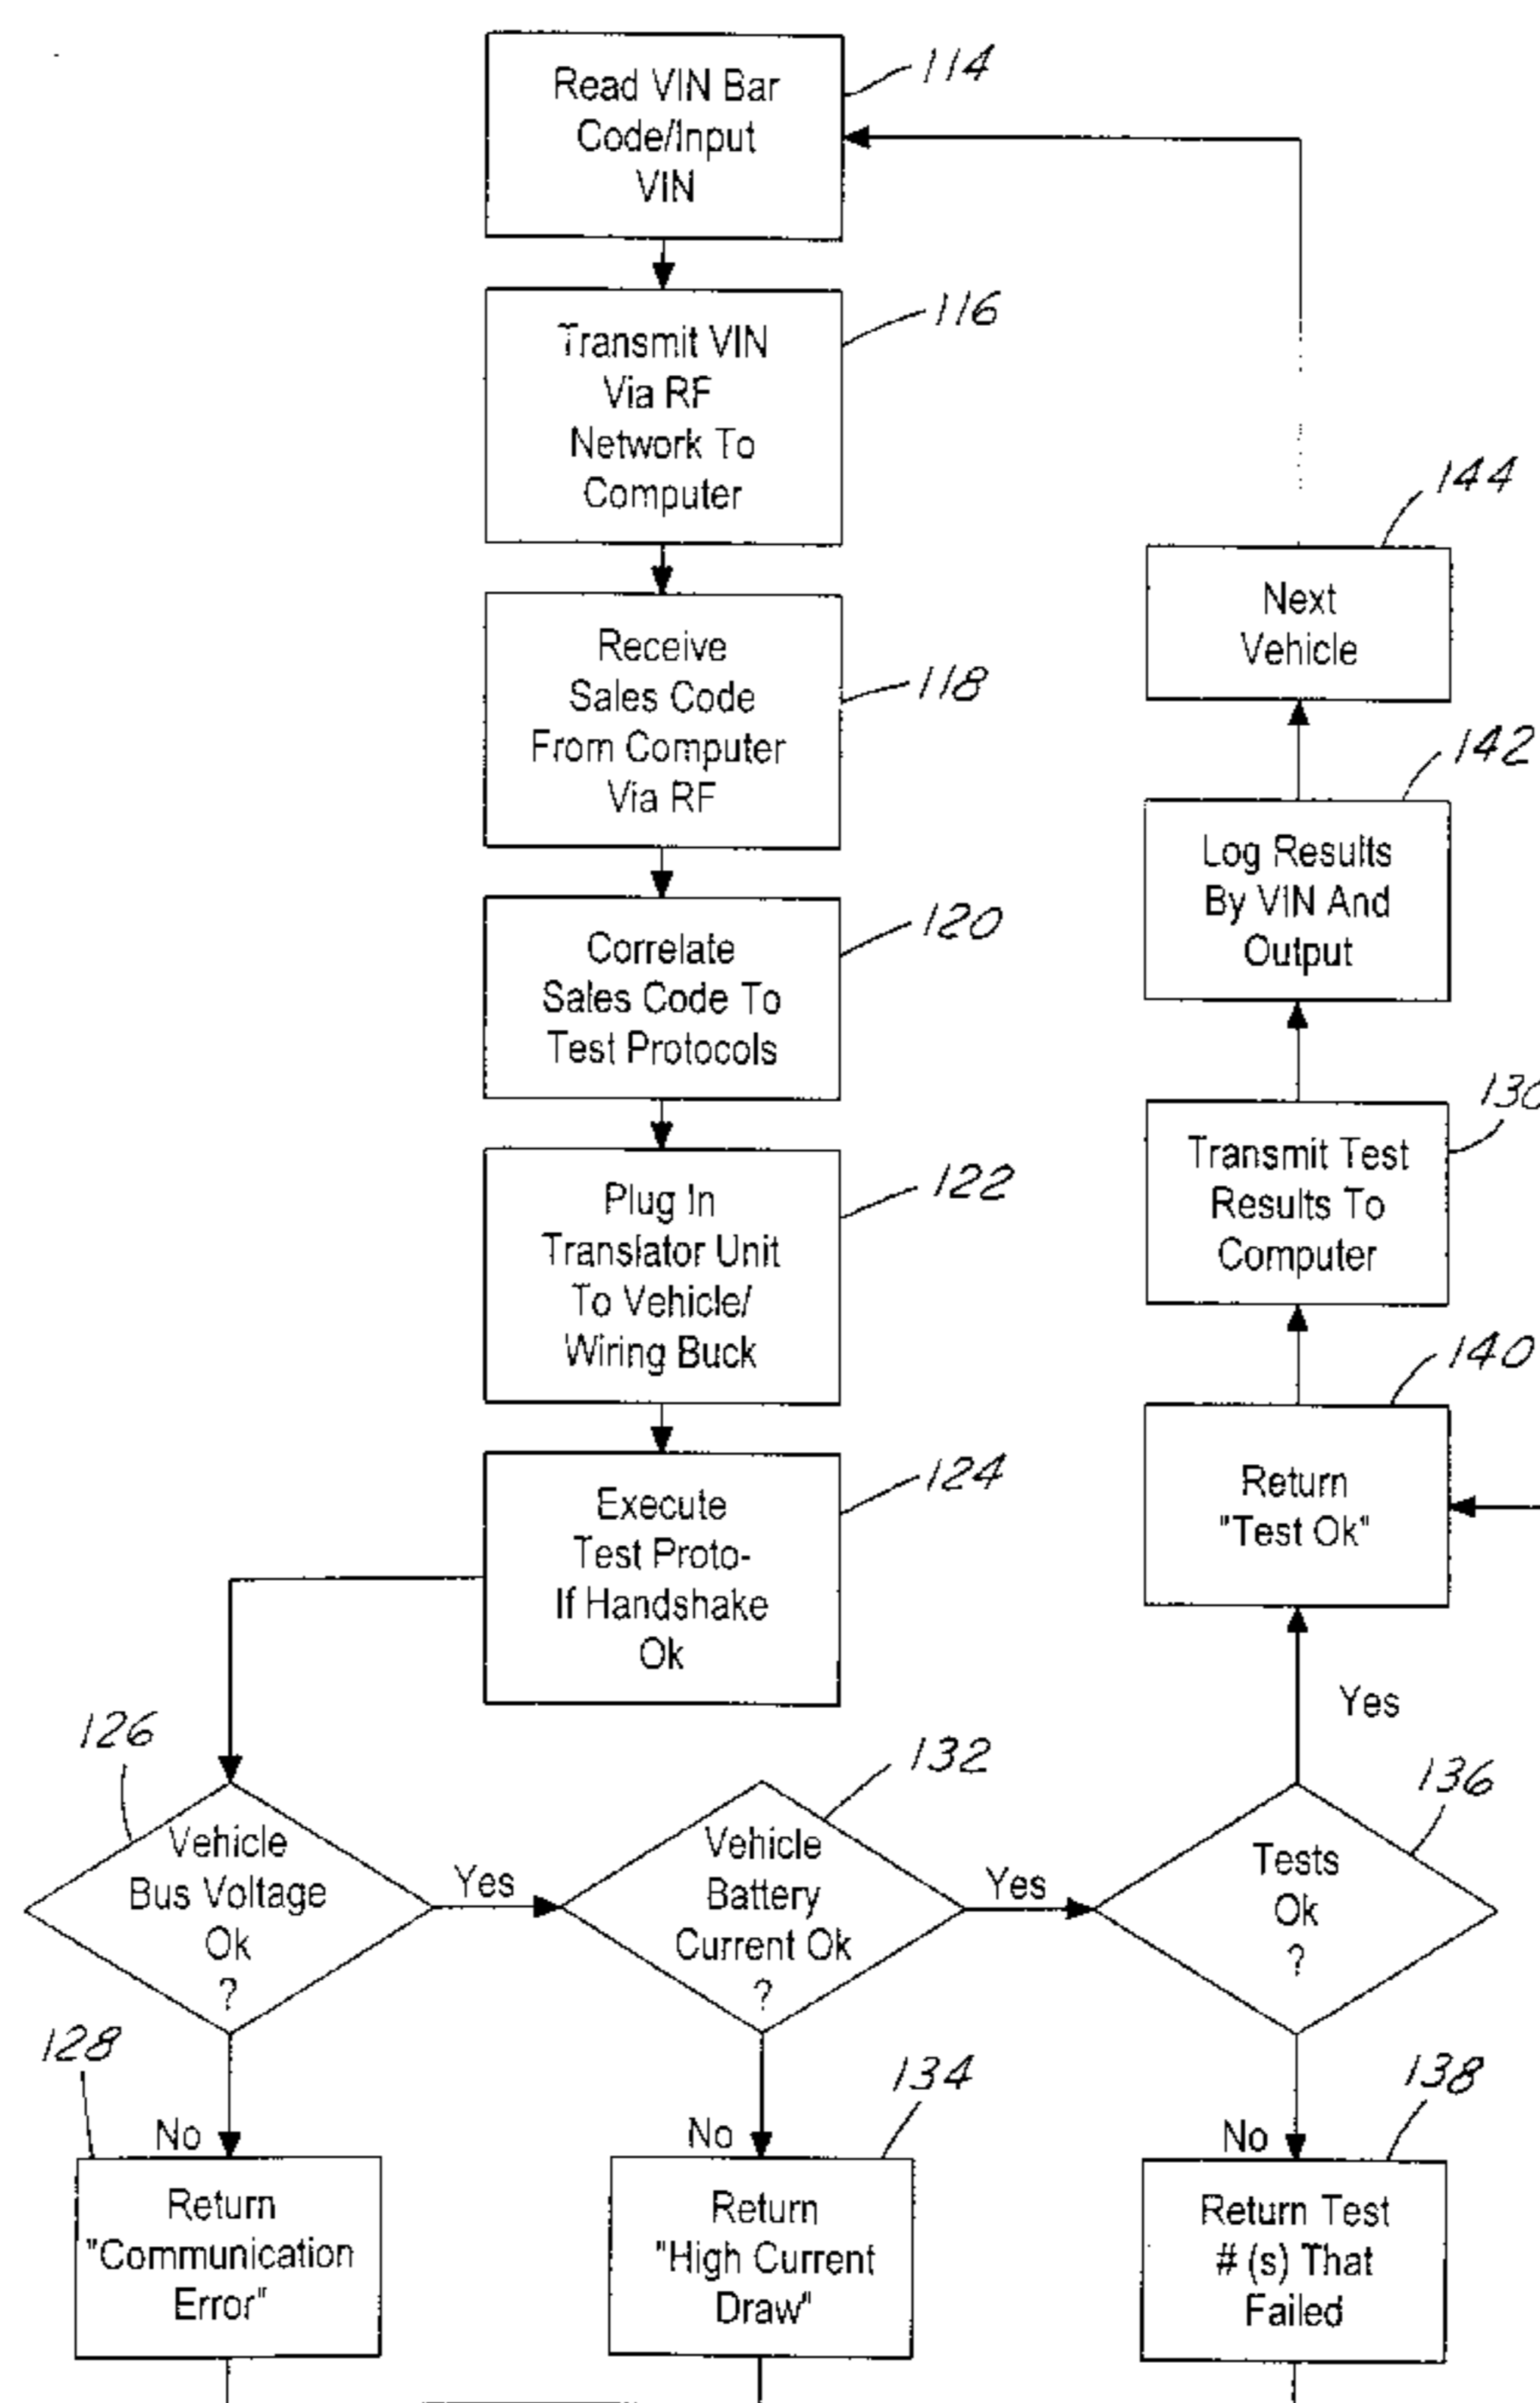 Read VIN Bar
Code/Input
VIN
114
Transmit VIN
Via RF
Network To
Computer
116
Receive
Sales Code
From Computer
Via RF
118
Correlate
Sales Code To
Test Protocols
120
Plug In
Translator Unit
To Vehicle/
Wiring Buck
122
Execute
Test Proto-
If Handshake
Ok
124
126
Vehicle
Bus Voltage
Ok
?
Yes
No
128
Return
"Communication
Error"
132
Vehicle
Battery
Current Ok
?
Yes
No
134
Return
"High Current
Draw"
136
Tests
Ok
?
Yes
No
138
Return Test
# (s) That
Failed
140
Return
"Test Ok"
130
Transmit Test
Results To
Computer
142
Log Results
By VIN And
Output
144
Next
Vehicle